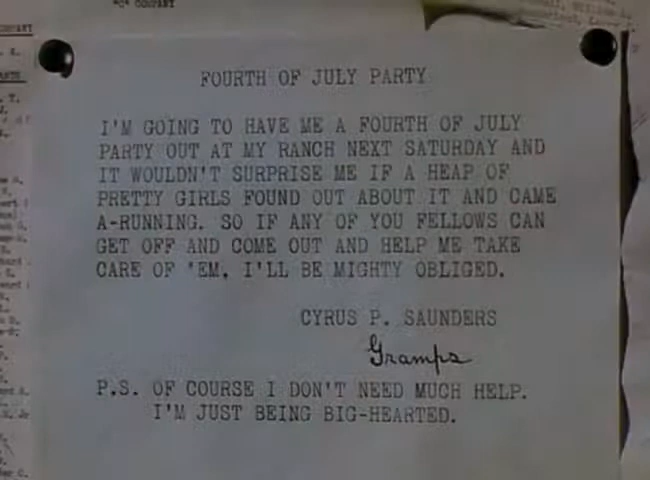 "C" COMPANY
FOURTH OF JULY PARTY
I'M GOING TO HAVE ME A FOURTH OF JULY
PARTY OUT AT MY RANCH NEXT SATURDAY AND
IT WOULDN'T SURPRISE ME IF A HEAP OF
PRETTY GIRLS FOUND OUT ABOUT IT AND CAME
A-RUNNING. SO IF ANY OF YOU FELLOWS CAN
GET OFF AND COME OUT AND HELP ME TAKE
CARE OF 'EM, I'LL BE MIGHTY OBLIGED.
CYRUS P. SAUNDERS
Gramps
P.S. OF COURSE I DON'T NEED MUCH HELP.
I'M JUST BEING BIG-HEARTED.